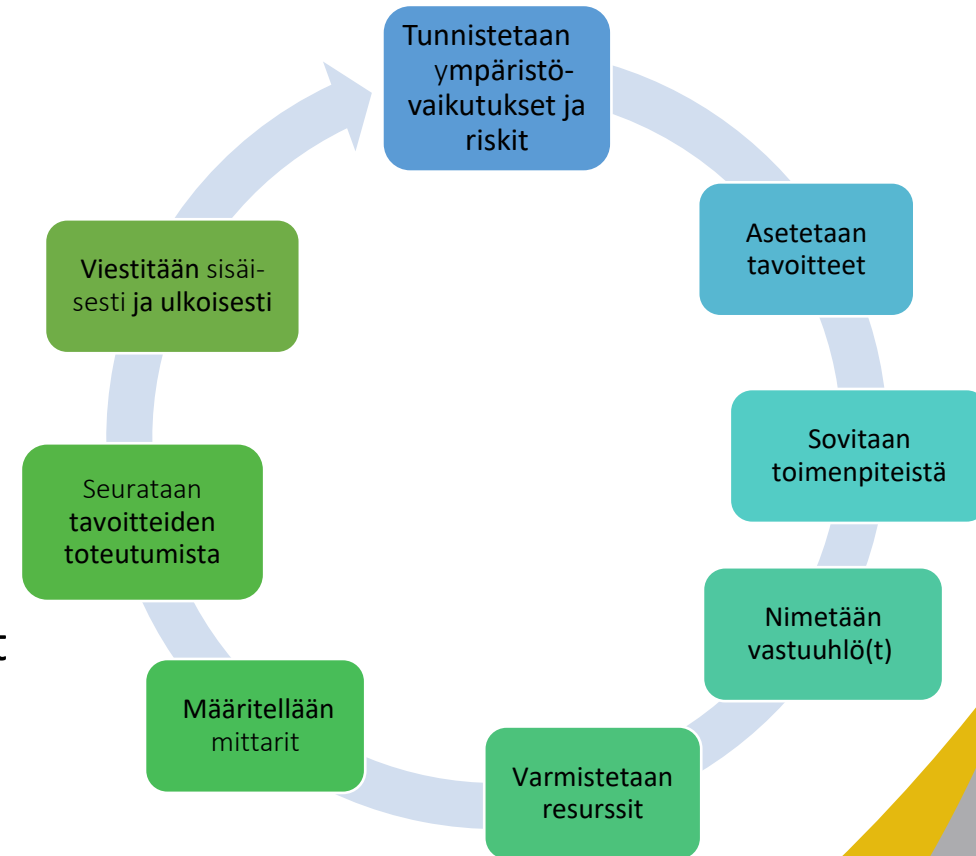 Tunnistetaan
ympäristö-
vaikutukset ja
riskit
Asetetaan
tavoitteet
Sovitaan
toimenpiteistä
Nimetään
vastuuhlö(t)
Varmistetaan
resurssit
Määritellään
mittarit
Seurataan
tavoitteiden
toteutumista
Viestitään sisäi-
sesti ja ulkoisesti
t